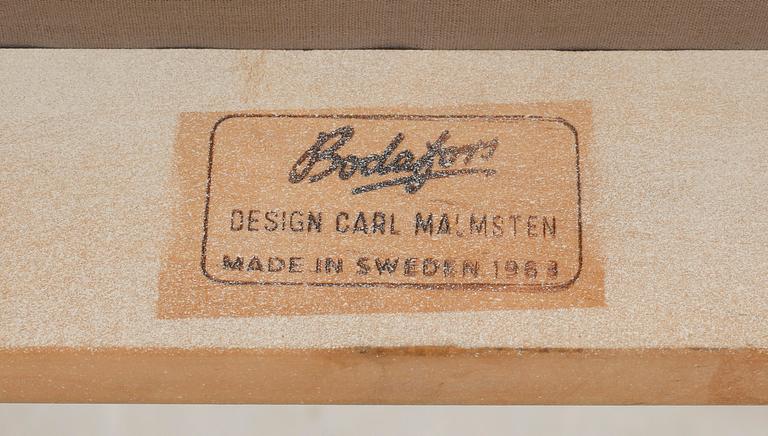 Bodafors
DESIGN CARL MALMSTEN
MADE IN SWEDEN 1963